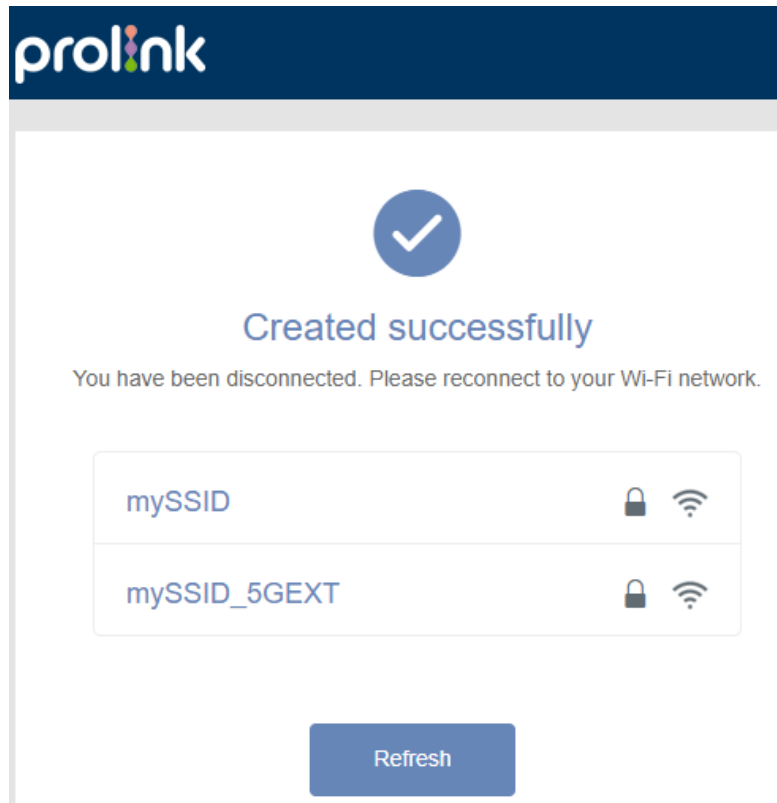 prolink
Created successfully
You have been disconnected. Please reconnect to your Wi-Fi network.
mySSID
mySSID_5GEXT
Refresh